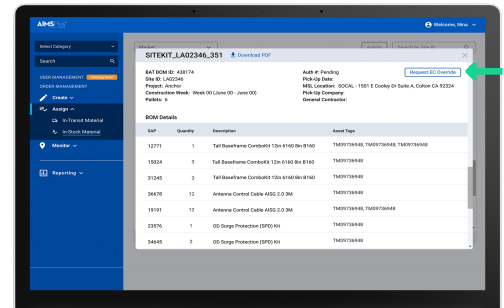 AIMS
Welcome, Nina
Select Category
Search
USER MANAGEMENT
ORDER MANAGEMENT
Create
Assign
In-Transit Material
In-Stock Material
Monitor
Reporting
SITEKIT_LA02346_351 Download PDF
Request EC Override
BAT BOM ID: 438174
Site ID: LA02346
Project: Anchor
Construction Week: Week 00 (June 00 - June 00)
Pallets: 6
Auth #: Pending
Pick-Up Date:
MSL Location: SOCAL - 1501 E Cooley Dr Suite A, Colton CA 92324
Pick-Up Company:
General Contractor:
BOM Details
SAP Quantity Description Asset Tags
12771 1 Tall Baseframe ComboKit 12in 6160 Bin B160 TM09736948, TM09736948, TM09736948
15024 3 Tall Baseframe ComboKit 12in 6160 Bin B160 TM09736948
31245 3 Tall Baseframe ComboKit 12in 6160 Bin B160 TM09736948
36678 12 Antenna Control Cable AISG 2.0 3M TM09736948
19191 12 Antenna Control Cable AISG 2.0 3M TM09736948, TM09736948
23576 1 OD Surge Protection (SPD) Kit TM09736948
34645 2 OD Surge Protection (SPD) Kit TM09736948